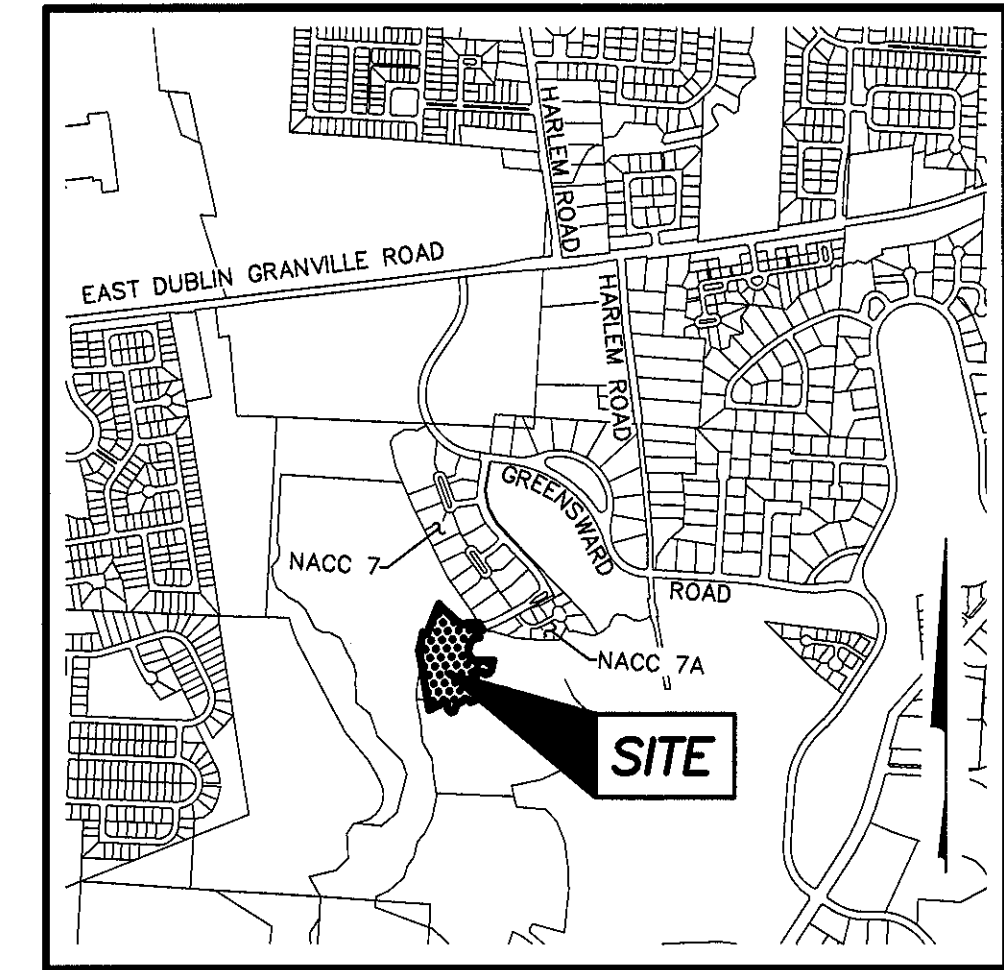 HARLEM ROAD
EAST DUBLIN GRANVILLE ROAD
HARLEM ROAD
GREENSWARD
ROAD
NACC 7
NACC 7A
SITE